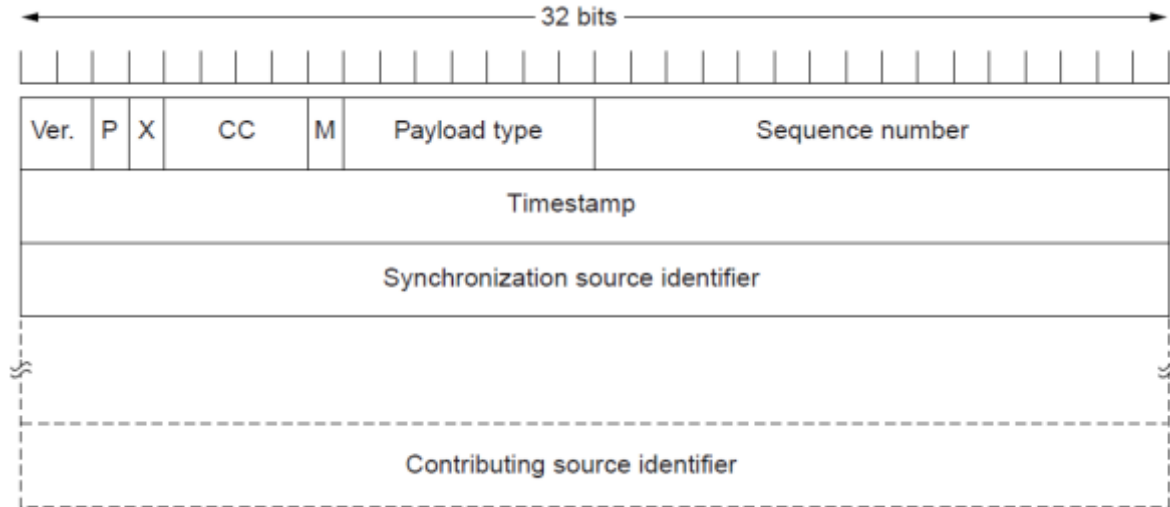 32 bits
Ver. P X CC M Payload type Sequence number
Timestamp
Synchronization source identifier
Contributing source identifier